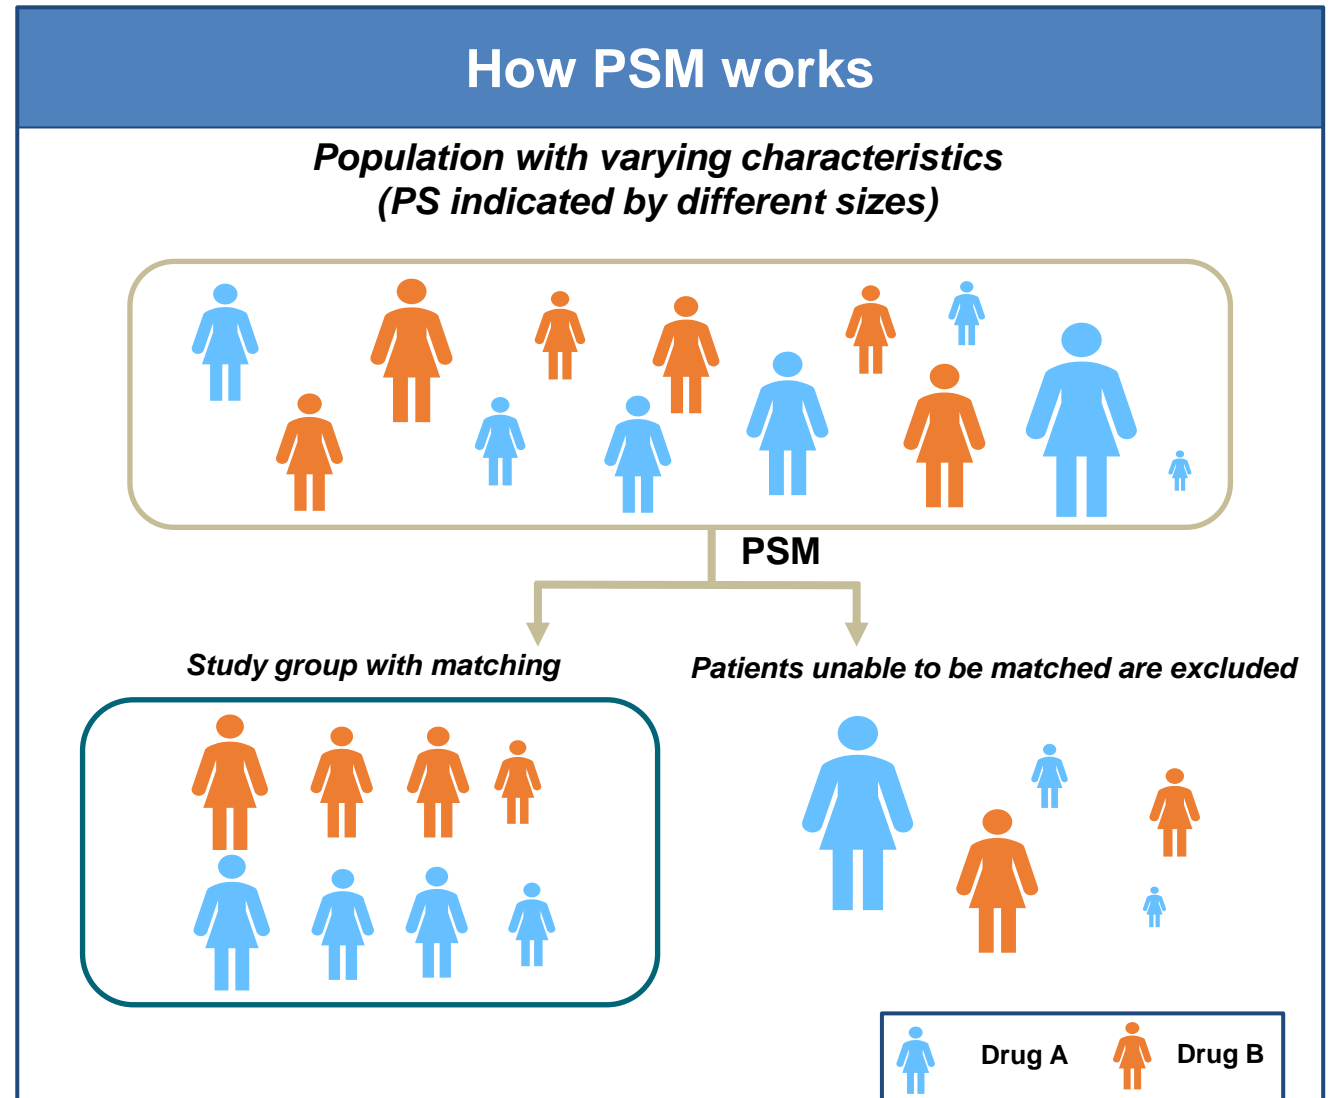 How PSM works
Population with varying characteristics
(PS indicated by different sizes)
PSM
Study group with matching
Patients unable to be matched are excluded
Drug A
Drug B